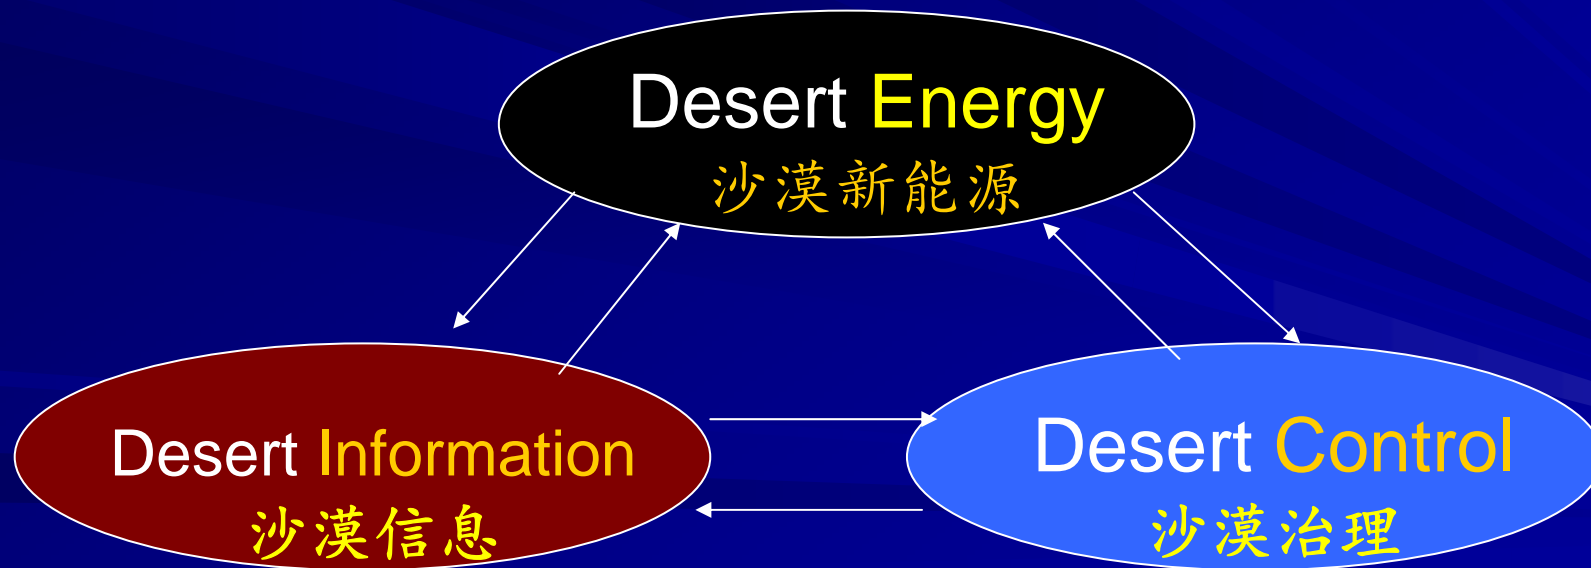 Desert Energy
沙漠新能源
Desert Information
沙漠信息
Desert Control
沙漠治理